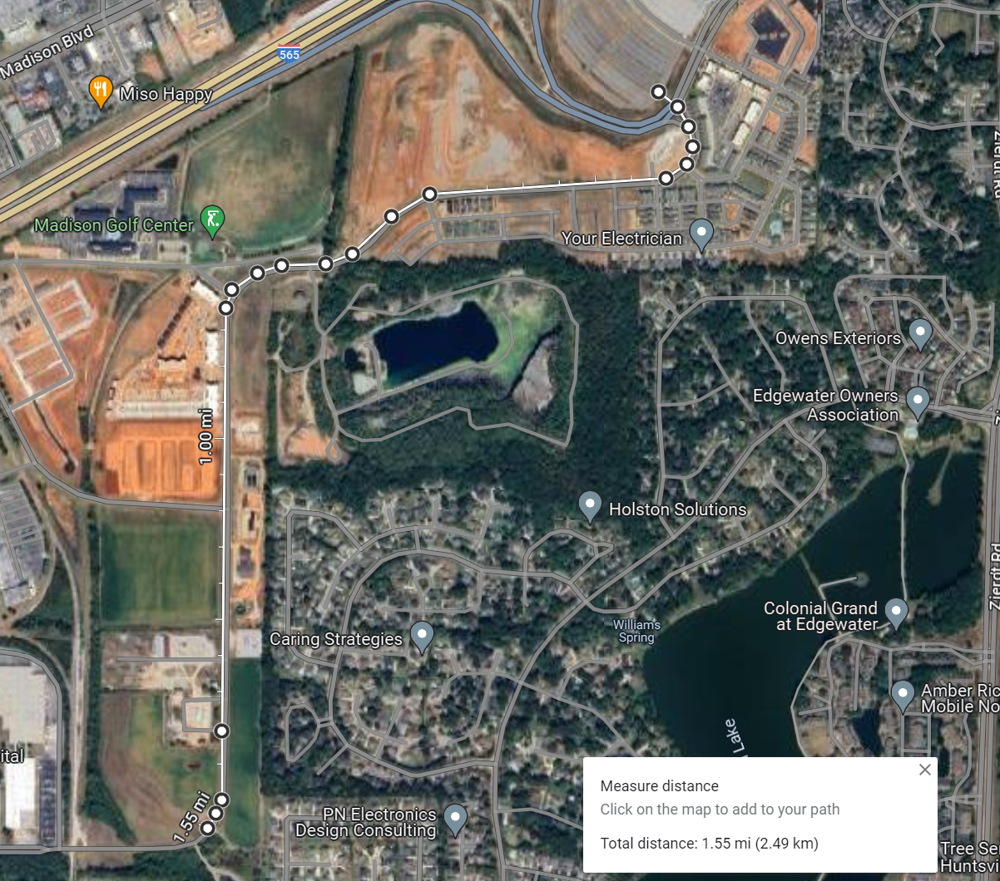 Madison Blvd
565
Miso Happy
Madison Golf Center
Your Electrician
Owens Exteriors
Edgewater Owners
Association
1.00 mi
Holston Solutions
Zierdt Rd
Colonial Grand
at Edgewater
Williams
Spring
Caring Strategies
Amber Ric
Mobile No
Lake
ital
1.55 mi
PN Electronics
Design Consulting
Measure distance
Click on the map to add to your path
Total distance: 1.55 mi (2.49 km)
Tree Se
Huntsvi